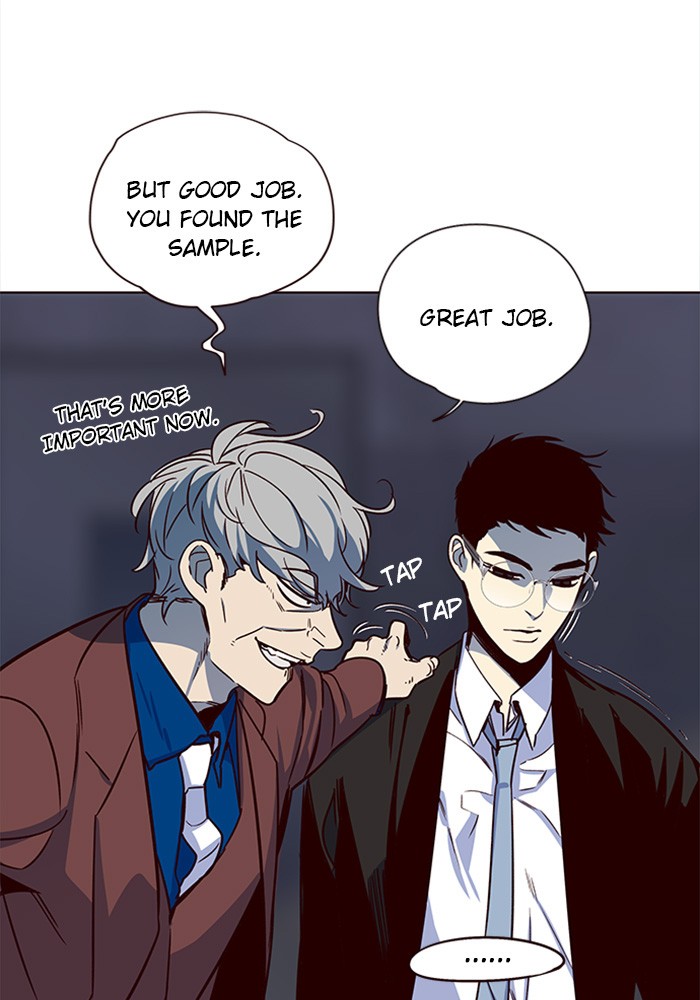 BUT GOOD JOB.
YOU FOUND THE
SAMPLE.
GREAT JOB.
THAT'S MORE
IMPORTANT NOW.
TAP
TAP
......